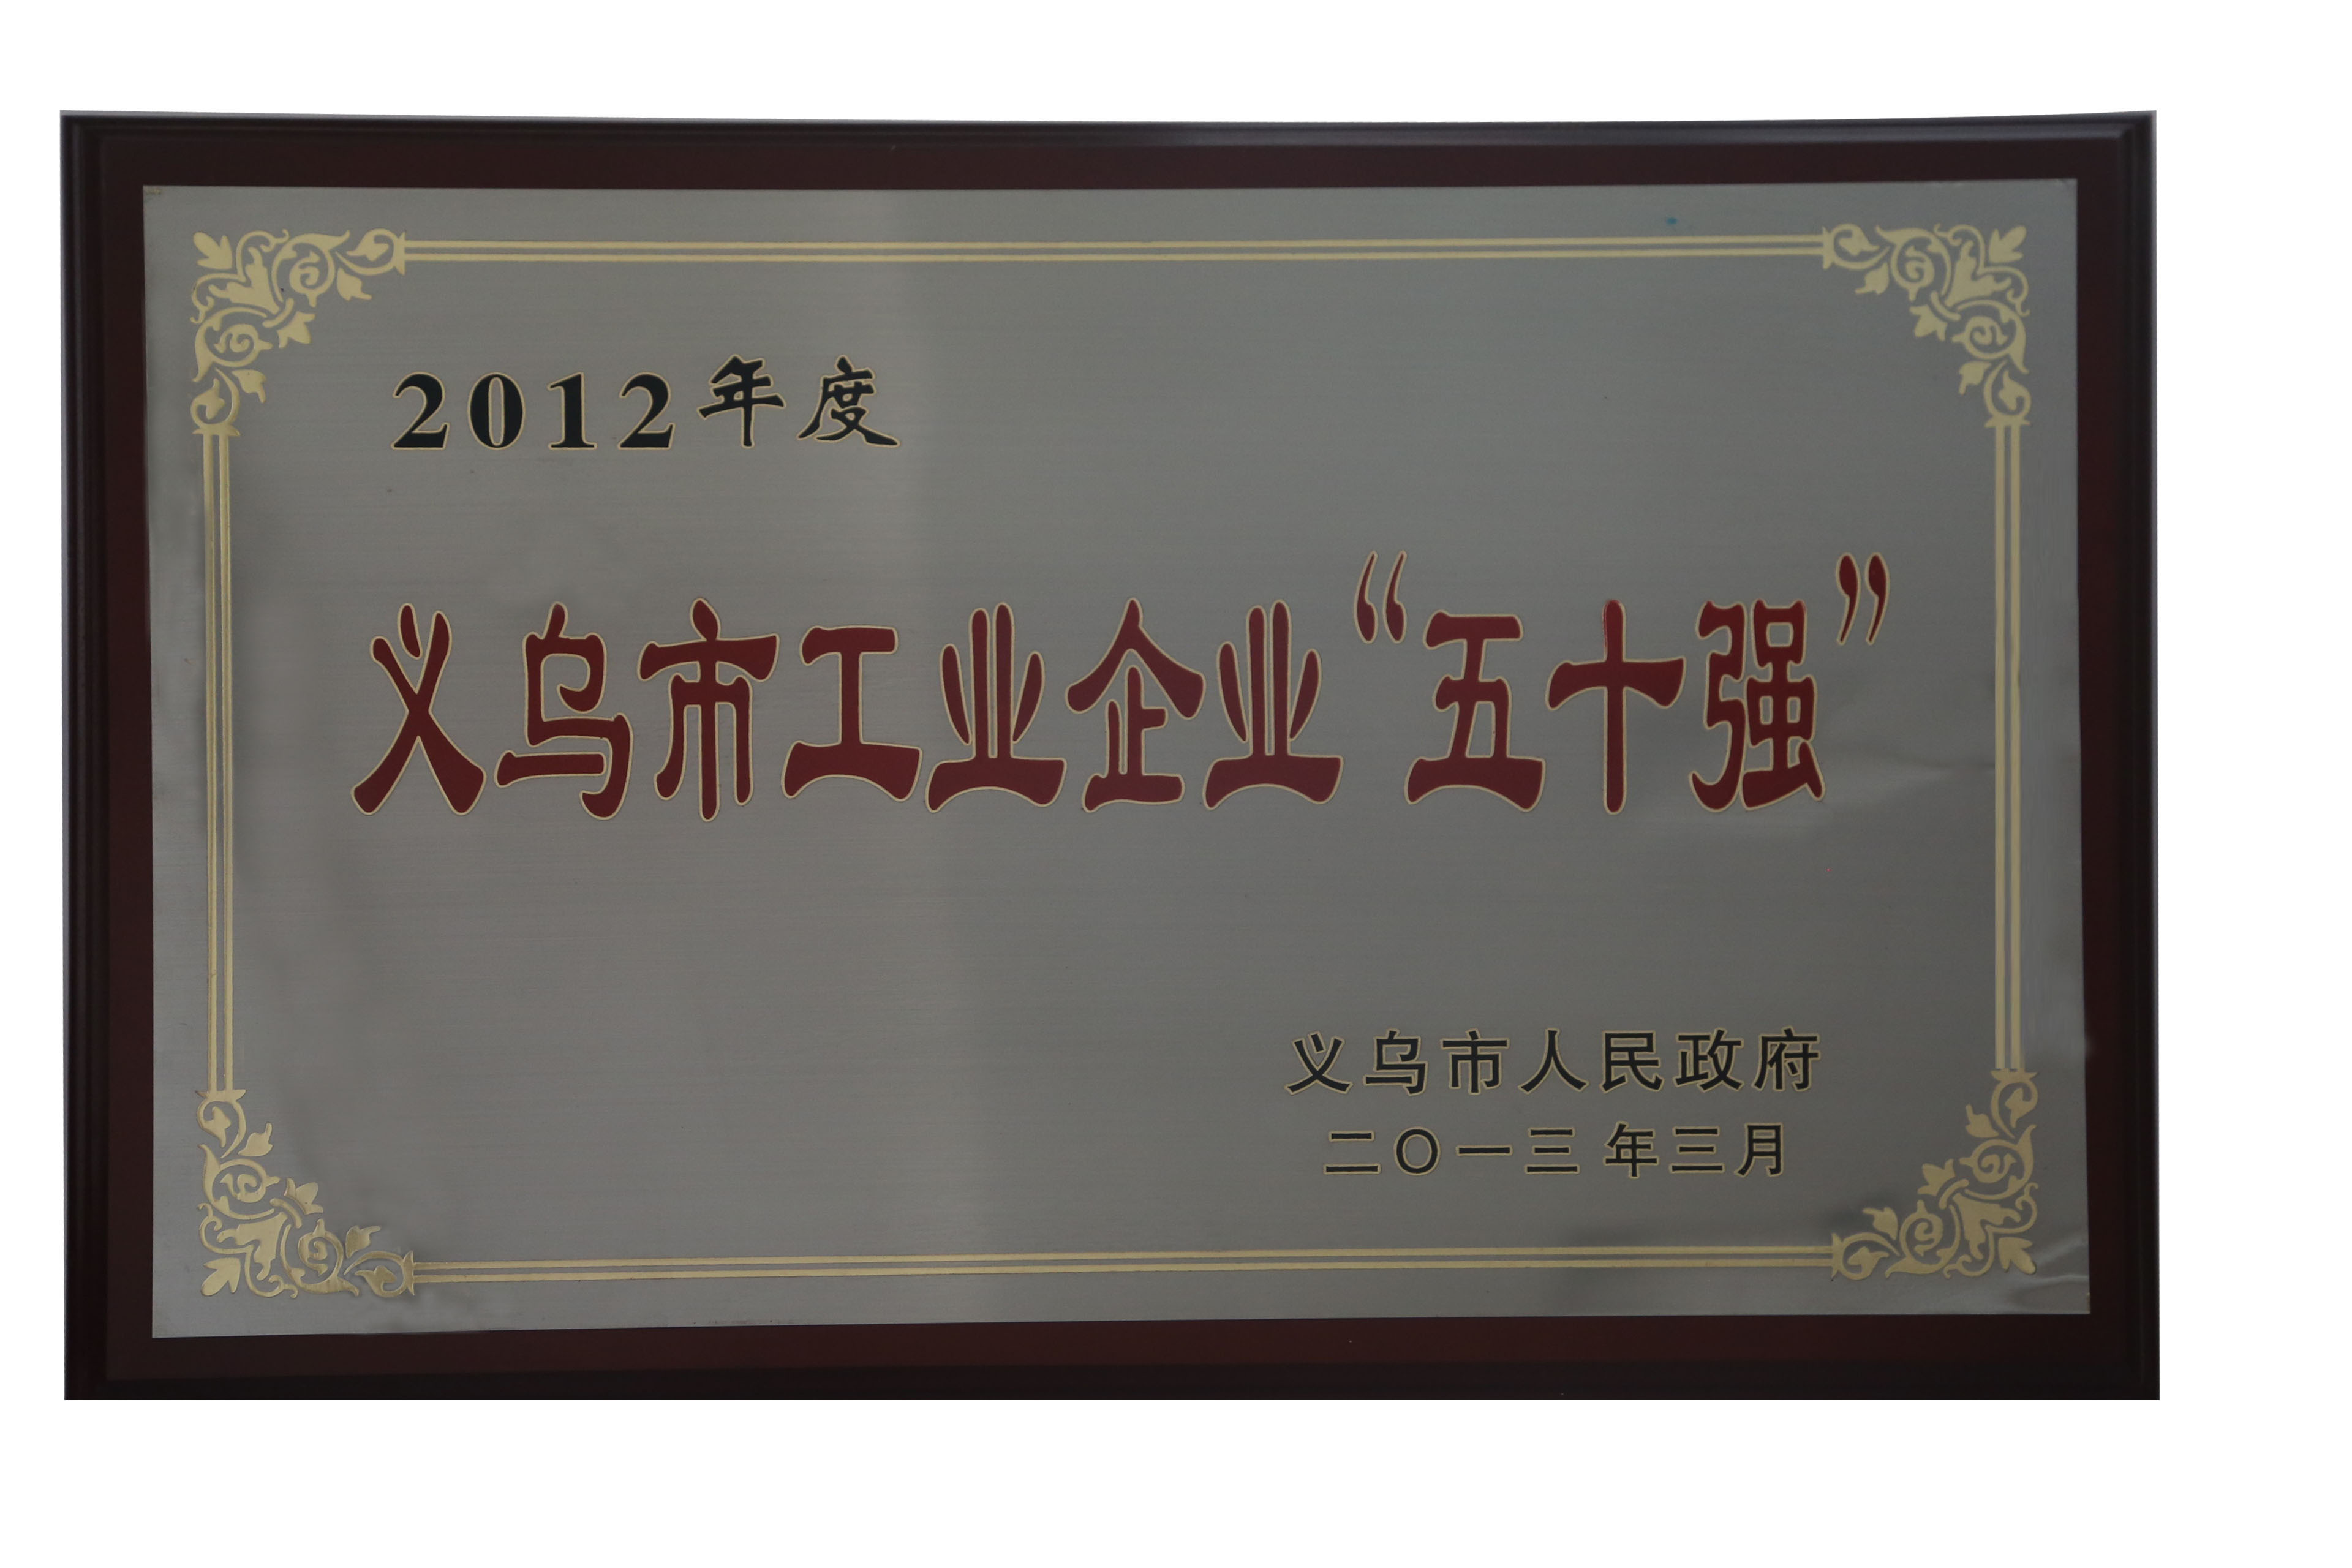 2012年度
义乌市工业企业“五十强”
义乌市人民政府
二〇一三年三月